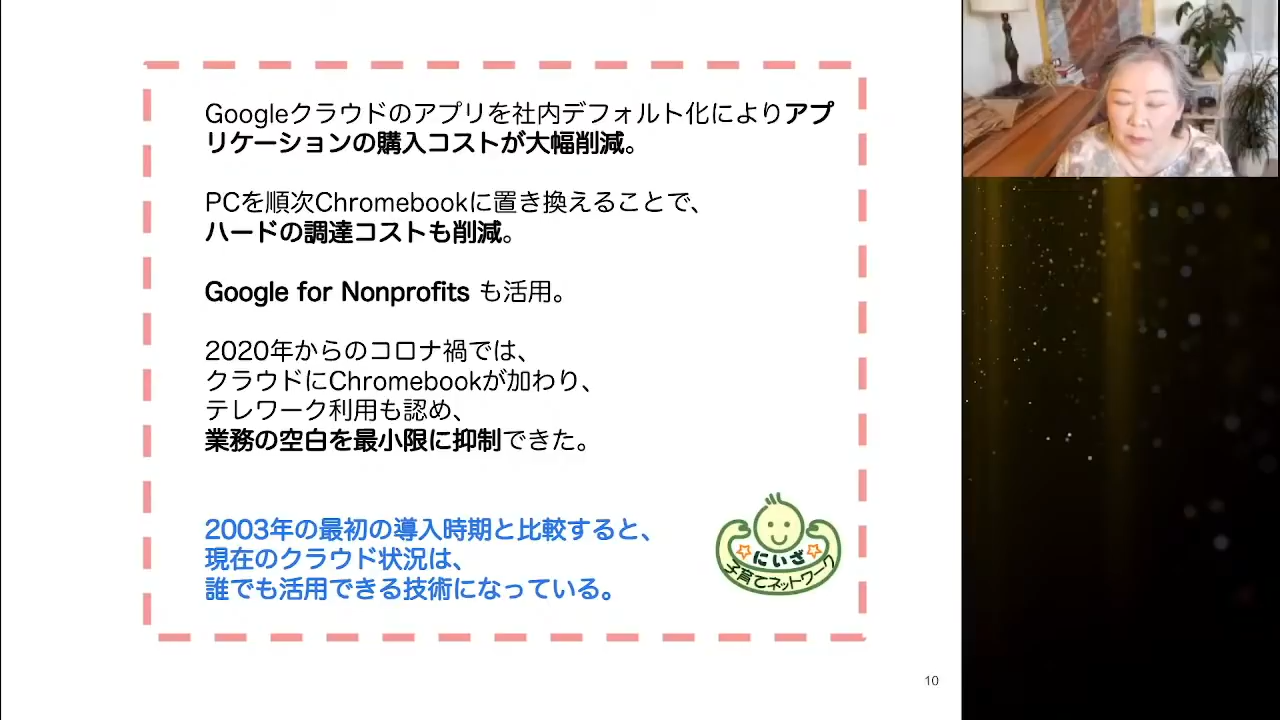 Googleクラウドのアプリを社内デフォルト化によりアプ
リケーションの購入コストが大幅削減。
PCを順次Chromebookに置き換えることで、
ハードの調達コストも削減。
Google for Nonprofits も活用。
2020年からのコロナ禍では、
クラウドにChromebookが加わり、
テレワーク利用も認め、
業務の空白を最小限に抑制できた。
2003年の最初の導入時期と比較すると、
現在のクラウド状況は、
誰でも活用できる技術になっている。
にいざ
子育てネットワーク
10